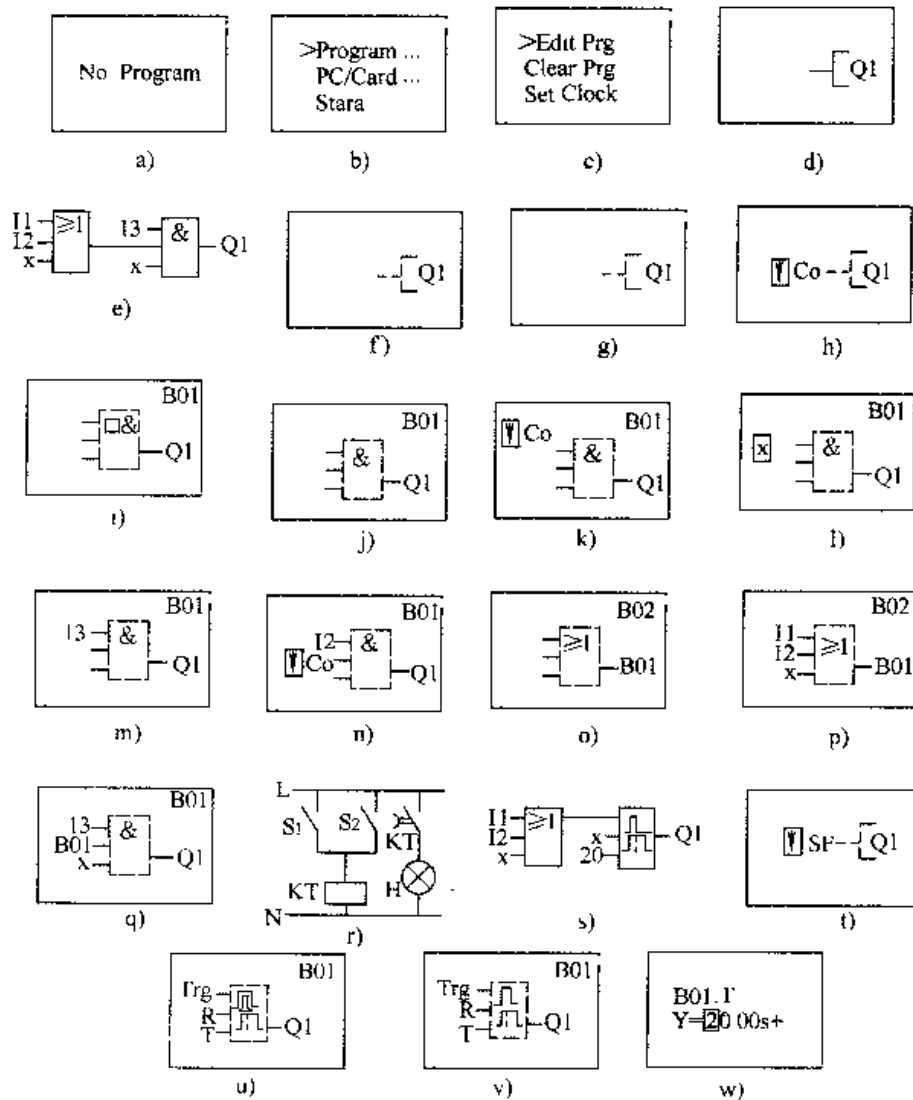 No Program
a)
>Program ...
PC/Card ...
Stara
b)
>Edit Prg
Clear Prg
Set Clock
c)
Q1
d)
I1
I2
x
≥1
I3
x
&
Q1
e)
Q1
f)
Q1
g)
Co
Q1
h)
B01
&
Q1
i)
B01
&
Q1
j)
B01
Co
&
Q1
k)
B01
x
&
Q1
l)
B01
I3
&
Q1
m)
B01
I2
Co
&
Q1
n)
B02
≥1
B01
o)
B02
I1
I2
x
≥1
B01
p)
B01
I3
B01
x
&
Q1
q)
L
S1
S2
KT
KT
H
N
r)
I1
I2
x
≥1
x
20
Q1
s)
SF
Q1
t)
B01
Trg
R
T
Q1
u)
B01
Trg
R
T
Q1
v)
B01.T
Y=20.00s+
w)